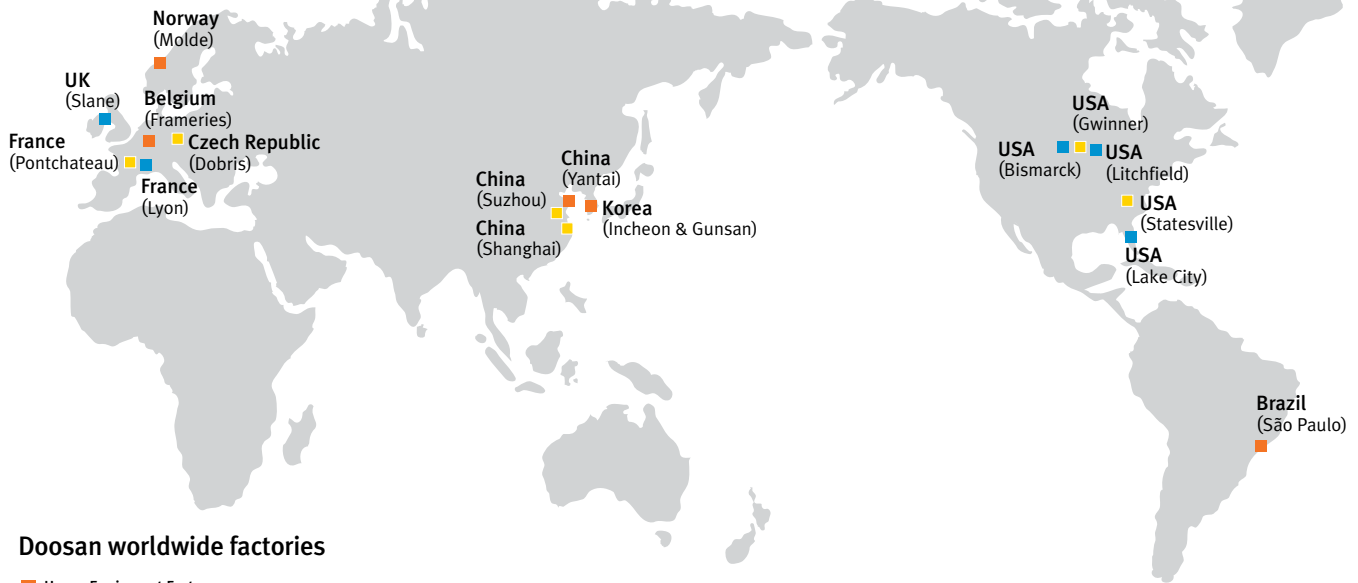 Norway
(Molde)
UK
(Slane)
Belgium
(Frameries)
France
(Pontchateau)
Czech Republic
(Dobris)
France
(Lyon)
China
(Yantai)
China
(Suzhou)
Korea
(Incheon & Gunsan)
China
(Shanghai)
USA
(Gwinner)
USA
(Bismarck)
USA
(Litchfield)
USA
(Statesville)
USA
(Lake City)
Brazil
(São Paulo)
Doosan worldwide factories